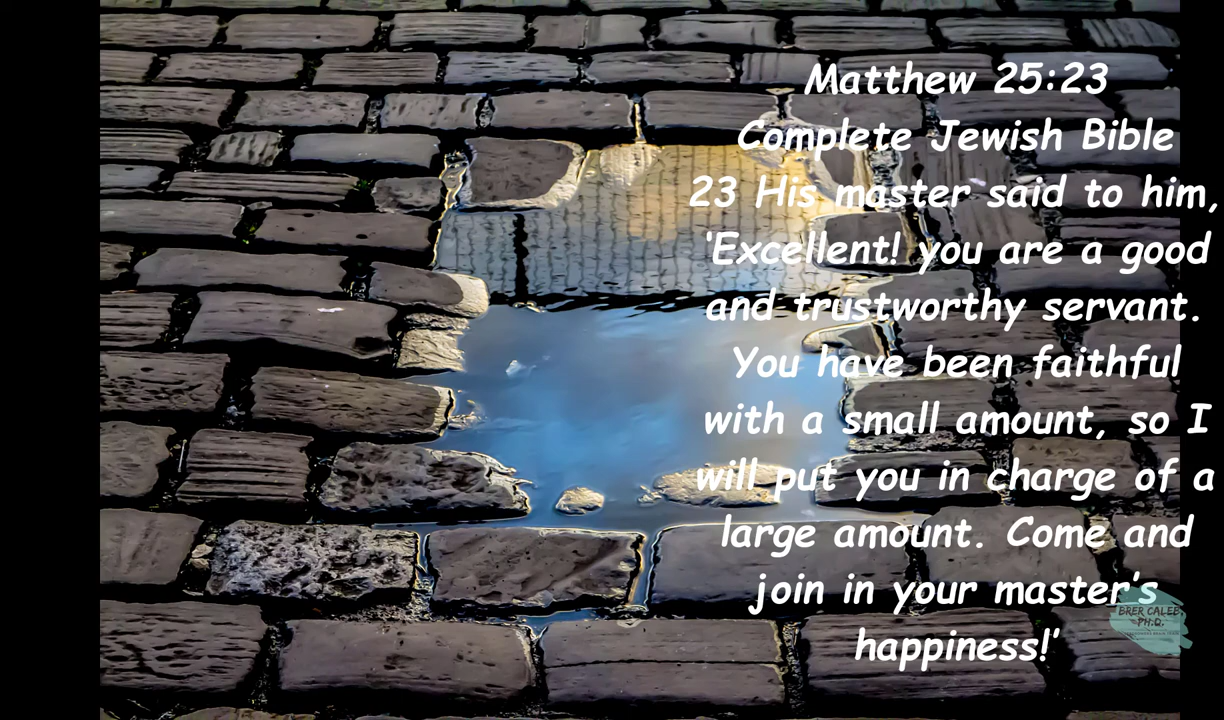 Matthew 25:23
Complete Jewish Bible
23 His master said to him,
‘Excellent! you are a good
and trustworthy servant.
You have been faithful
with a small amount, so I
will put you in charge of a
large amount. Come and
join in your master’s
happiness!’
BRER CALEE,
PH.D.